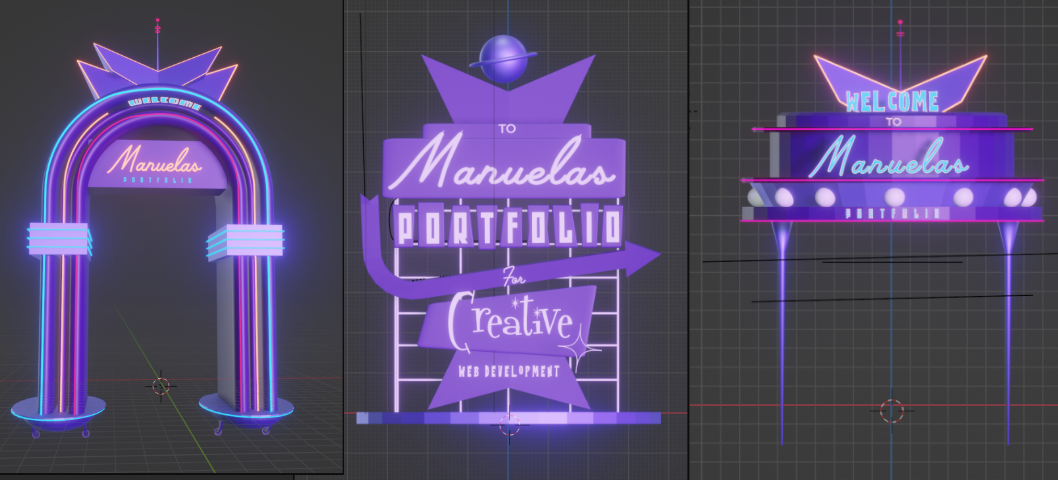 WELCOME
Manuelas
PORTFOLIO
TO
Manuelas
PORTFOLIO
For
Creative
WEB DEVELOPMENT
WELCOME
TO
Manuelas
PORTFOLIO